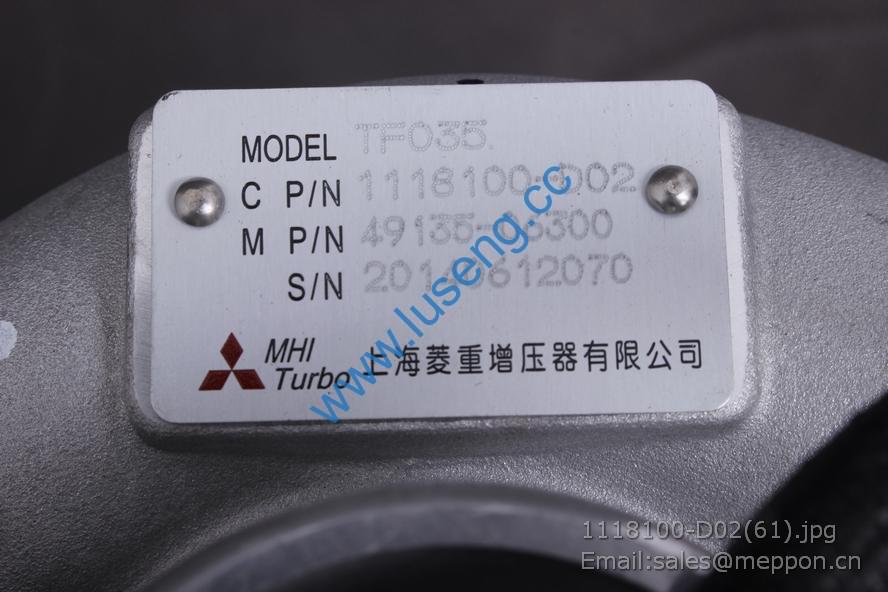 MODEL TF035.
C P/N 1118100-D02
M P/N 49135-06300
S/N
MHI
Turbo 上海菱重增压器有限公司
www.luseng.cc
1118100-D02(61).jpg
Email:sales@meppon.cn